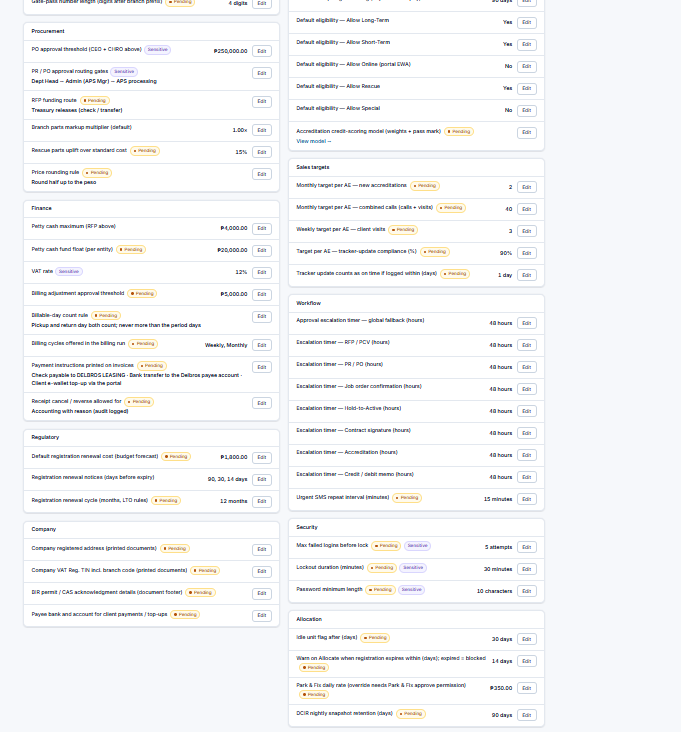 Gate-pass number length (digits after branch prefix) Pending 4 digits Edit
Procurement
PO approval threshold (CEO + CHRO above) Sensitive ₱250,000.00 Edit
PR / PO approval routing gates Sensitive Edit
Dept Head → Admin (APS Mgr) → APS processing
RFP funding route Pending Edit
Treasury releases (check / transfer)
Branch parts markup multiplier (default) 1.00× Edit
Rescue parts uplift over standard cost Pending 15% Edit
Price rounding rule Pending Edit
Round half up to the peso
Finance
Petty cash maximum (RFP above) ₱4,000.00 Edit
Petty cash fund float (per entity) Pending ₱20,000.00 Edit
VAT rate Sensitive 12% Edit
Billing adjustment approval threshold Pending ₱5,000.00 Edit
Billable-day count rule Pending Edit
Pickup and return day both count; never more than the period days
Billing cycles offered in the billing run Pending Weekly, Monthly Edit
Payment instructions printed on invoices Pending Edit
Check payable to DELBROS LEASING · Bank transfer to the Delbros payee account ·
Client e-wallet top-up via the portal
Receipt cancel / reverse allowed for Pending Edit
Accounting with reason (audit logged)
Regulatory
Default registration renewal cost (budget forecast) Pending ₱1,800.00 Edit
Registration renewal notices (days before expiry) 90, 30, 14 days Edit
Registration renewal cycle (months, LTO rules) Pending 12 months Edit
Company
Company registered address (printed documents) Pending Edit
Company VAT Reg. TIN incl. branch code (printed documents) Pending Edit
BIR permit / CAS acknowledgment details (document footer) Pending Edit
Payee bank and account for client payments / top-ups Pending Edit
Default eligibility — Allow Long-Term Yes Edit
Default eligibility — Allow Short-Term Yes Edit
Default eligibility — Allow Online (portal EWA) No Edit
Default eligibility — Allow Rescue Yes Edit
Default eligibility — Allow Special No Edit
Accreditation credit-scoring model (weights + pass mark) Pending Edit
View model →
Sales targets
Monthly target per AE — new accreditations Pending 2 Edit
Monthly target per AE — combined calls (calls + visits) Pending 40 Edit
Weekly target per AE — client visits Pending 3 Edit
Target per AE — tracker-update compliance (%) Pending 90% Edit
Tracker update counts as on time if logged within (days) Pending 1 day Edit
Workflow
Approval escalation timer — global fallback (hours) 48 hours Edit
Escalation timer — RFP / PCV (hours) 48 hours Edit
Escalation timer — PR / PO (hours) 48 hours Edit
Escalation timer — Job order confirmation (hours) 48 hours Edit
Escalation timer — Hold-to-Active (hours) 48 hours Edit
Escalation timer — Contract signature (hours) 48 hours Edit
Escalation timer — Accreditation (hours) 48 hours Edit
Escalation timer — Credit / debit memo (hours) 48 hours Edit
Urgent SMS repeat interval (minutes) Pending 15 minutes Edit
Security
Max failed logins before lock Pending Sensitive 5 attempts Edit
Lockout duration (minutes) Pending Sensitive 30 minutes Edit
Password minimum length Pending Sensitive 10 characters Edit
Allocation
Idle unit flag after (days) Pending 30 days Edit
Warn on Allocate when registration expires within (days); expired = blocked 14 days Edit
Pending
Park & Fix daily rate (override needs Park & Fix approve permission) ₱350.00 Edit
Pending
DCIR nightly snapshot retention (days) Pending 90 days Edit